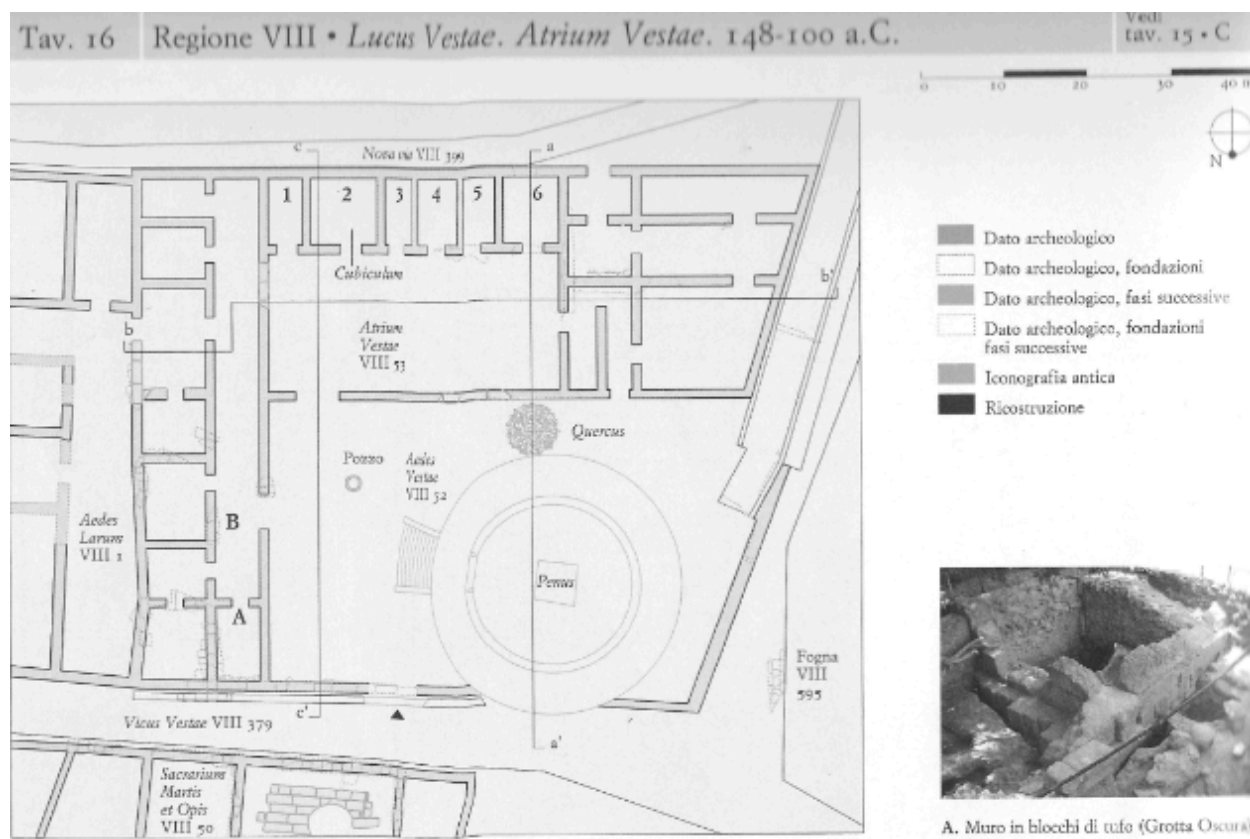 Tav. 16
Regione VIII • Lucus Vestae. Atrium Vestae. 148-100 a.C.
Vedi
tav. 15 • C
0 10 20 30 40 m
N
c
a
Nova via VIII 399
1 2 3 4 5 6
Cubiculum
b
b'
Atrium
Vestae
VIII 53
Quercus
Pozzo
Aedes
Vestae
VIII 52
B
Aedes
Larum
VIII 1
Penus
A
Fogna
VIII
595
Vicus Vestae VIII 379
c'
a'
Sacrarium
Martis
et Opis
VIII 50
Dato archeologico
Dato archeologico, fondazioni
Dato archeologico, fasi successive
Dato archeologico, fondazioni
fasi successive
Iconografia antica
Ricostruzione
A. Muro in blocchi di tufo (Grotta Oscura)